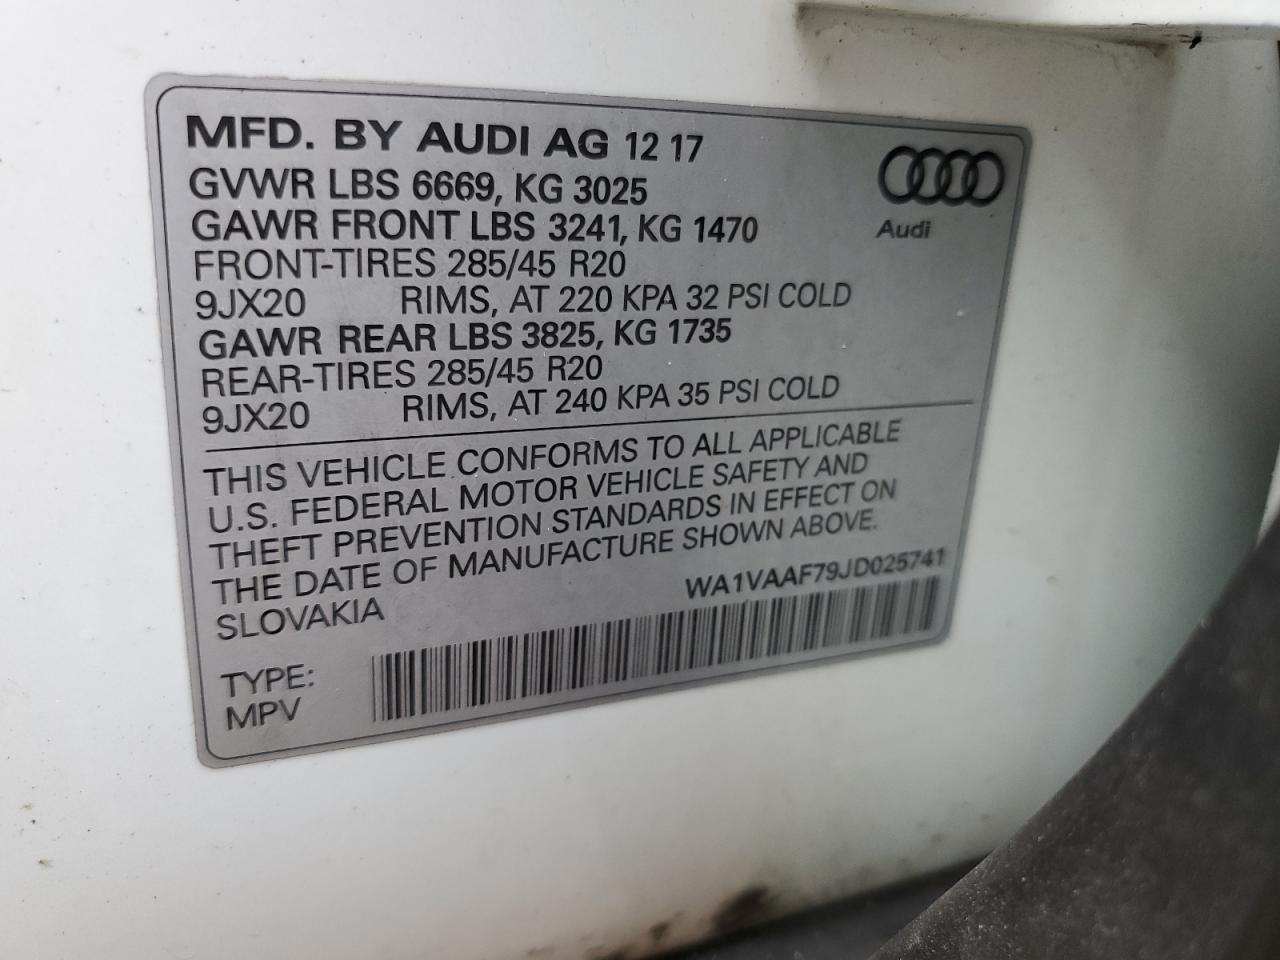 MFD. BY AUDI AG 12 17
GVWR LBS 6669, KG 3025
GAWR FRONT LBS 3241, KG 1470
FRONT-TIRES 285/45 R20
9JX20 RIMS, AT 220 KPA 32 PSI COLD
GAWR REAR LBS 3825, KG 1735
REAR-TIRES 285/45 R20
9JX20 RIMS, AT 240 KPA 35 PSI COLD
Audi
THIS VEHICLE CONFORMS TO ALL APPLICABLE
U.S. FEDERAL MOTOR VEHICLE SAFETY AND
THEFT PREVENTION STANDARDS IN EFFECT ON
THE DATE OF MANUFACTURE SHOWN ABOVE.
SLOVAKIA
WA1VAAF79JD025741
TYPE:
MPV